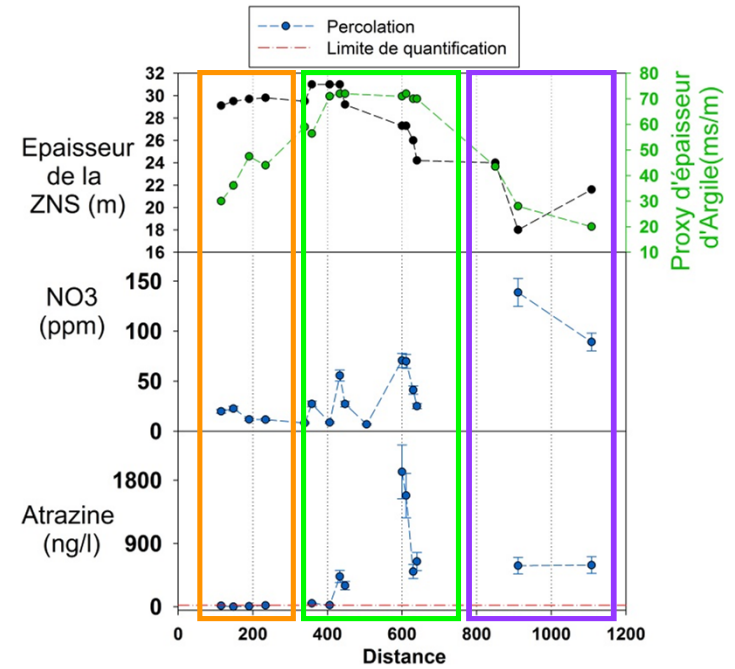 Percolation
Limite de quantification
32
30
28
26
24
22
20
18
16
Epaisseur
de la
ZNS (m)
80
70
60
50
40
30
20
10
Proxy d'épaisseur
d'Argile(ms/m)
NO3
(ppm)
150
100
50
0
Atrazine
(ng/l)
1800
900
0
0 200 400 600 800 1000 1200
Distance